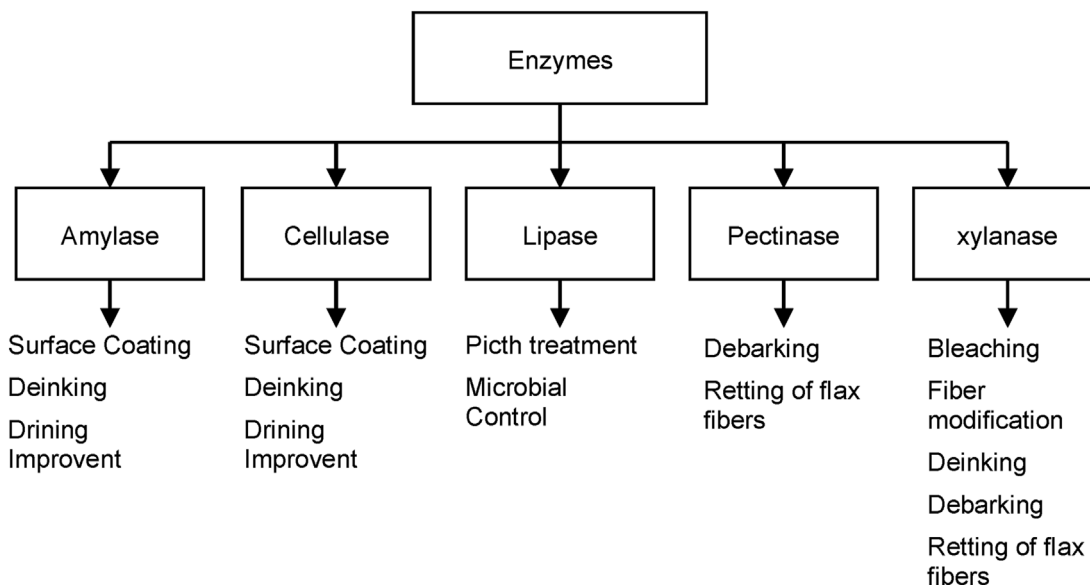 Enzymes
Amylase
Cellulase
Lipase
Pectinase
xylanase
Surface Coating
Deinking
Drining
Improvent
Surface Coating
Deinking
Drining
Improvent
Picth treatment
Microbial
Control
Debarking
Retting of flax
fibers
Bleaching
Fiber
modification
Deinking
Debarking
Retting of flax
fibers